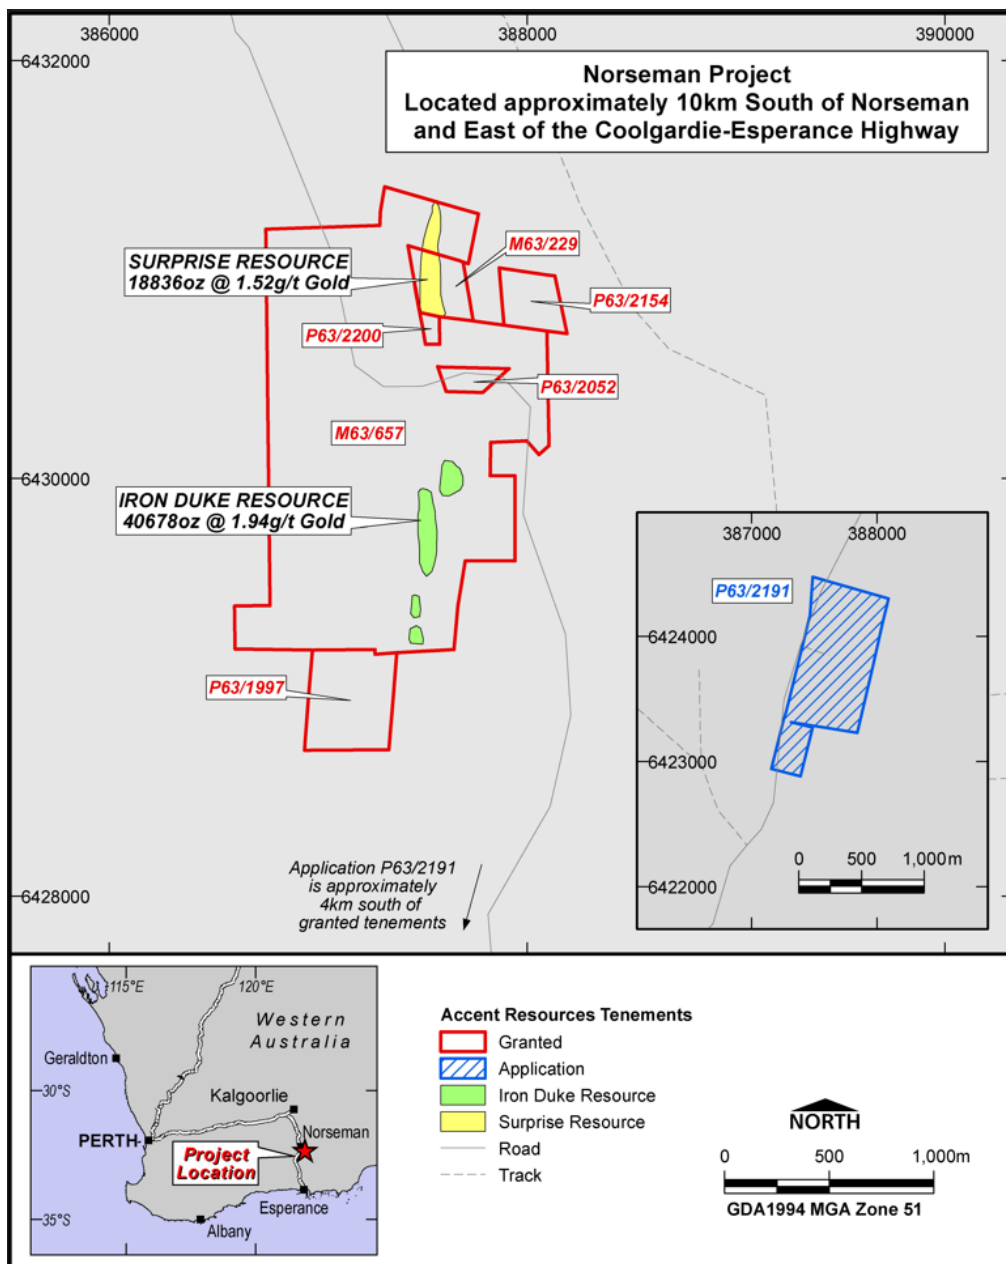 386000
388000
390000
6432000
Norseman Project
Located approximately 10km South of Norseman
and East of the Coolgardie-Esperance Highway
M63/229
SURPRISE RESOURCE
18836oz @ 1.52g/t Gold
P63/2154
P63/2200
P63/2052
M63/657
6430000
IRON DUKE RESOURCE
40678oz @ 1.94g/t Gold
387000
388000
P63/2191
6424000
P63/1997
6423000
Application P63/2191
is approximately
4km south of
granted tenements
0 500 1,000m
6422000
6428000
115°E
120°E
Western
Australia
Geraldton
30°S
Kalgoorlie
PERTH
Norseman
Project
Location
Esperance
35°S
Albany
Accent Resources Tenements
Granted
Application
Iron Duke Resource
Surprise Resource
Road
Track
NORTH
0 500 1,000m
GDA1994 MGA Zone 51